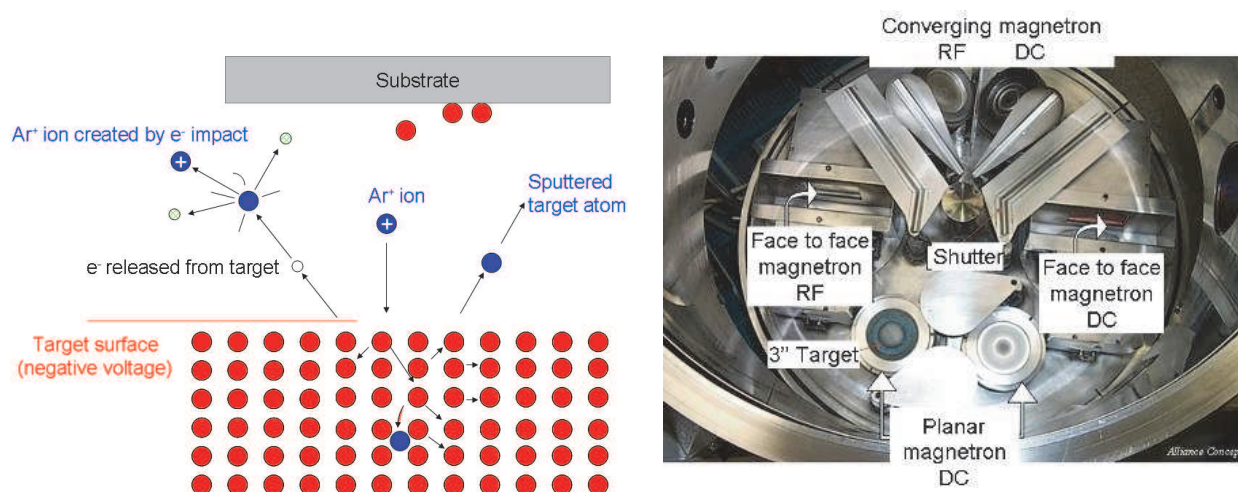 Substrate
Ar⁺ ion created by e⁻ impact
+
Ar⁺ ion
+
Sputtered
target atom
e⁻ released from target
Target surface
(negative voltage)
Converging magnetron
RF DC
Face to face
magnetron
RF
Shutter
Face to face
magnetron
DC
3" Target
Planar
magnetron
DC
Alliance Concept